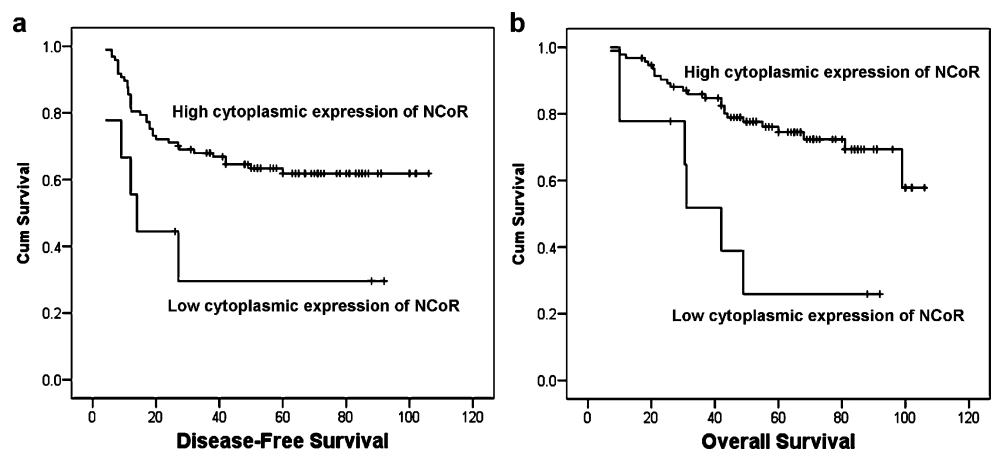 a
1.0
0.8
0.6
0.4
0.2
0.0
Cum Survival
High cytoplasmic expression of NCoR
Low cytoplasmic expression of NCoR
0 20 40 60 80 100 120
Disease-Free Survival
b
1.0
0.8
0.6
0.4
0.2
0.0
Cum Survival
High cytoplasmic expression of NCoR
Low cytoplasmic expression of NCoR
0 20 40 60 80 100 120
Overall Survival